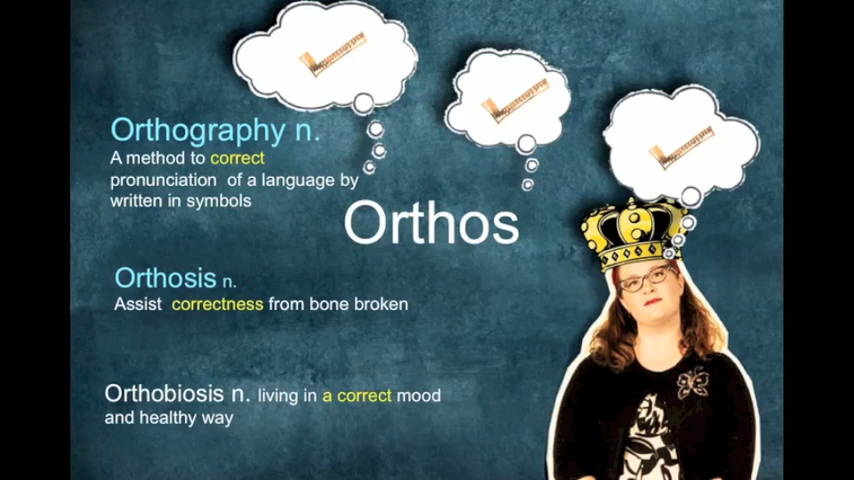 Orthography n.
A method to correct
pronunciation of a language by
written in symbols
Orthos
Orthosis n.
Assist correctness from bone broken
Orthobiosis n. living in a correct mood
and healthy way